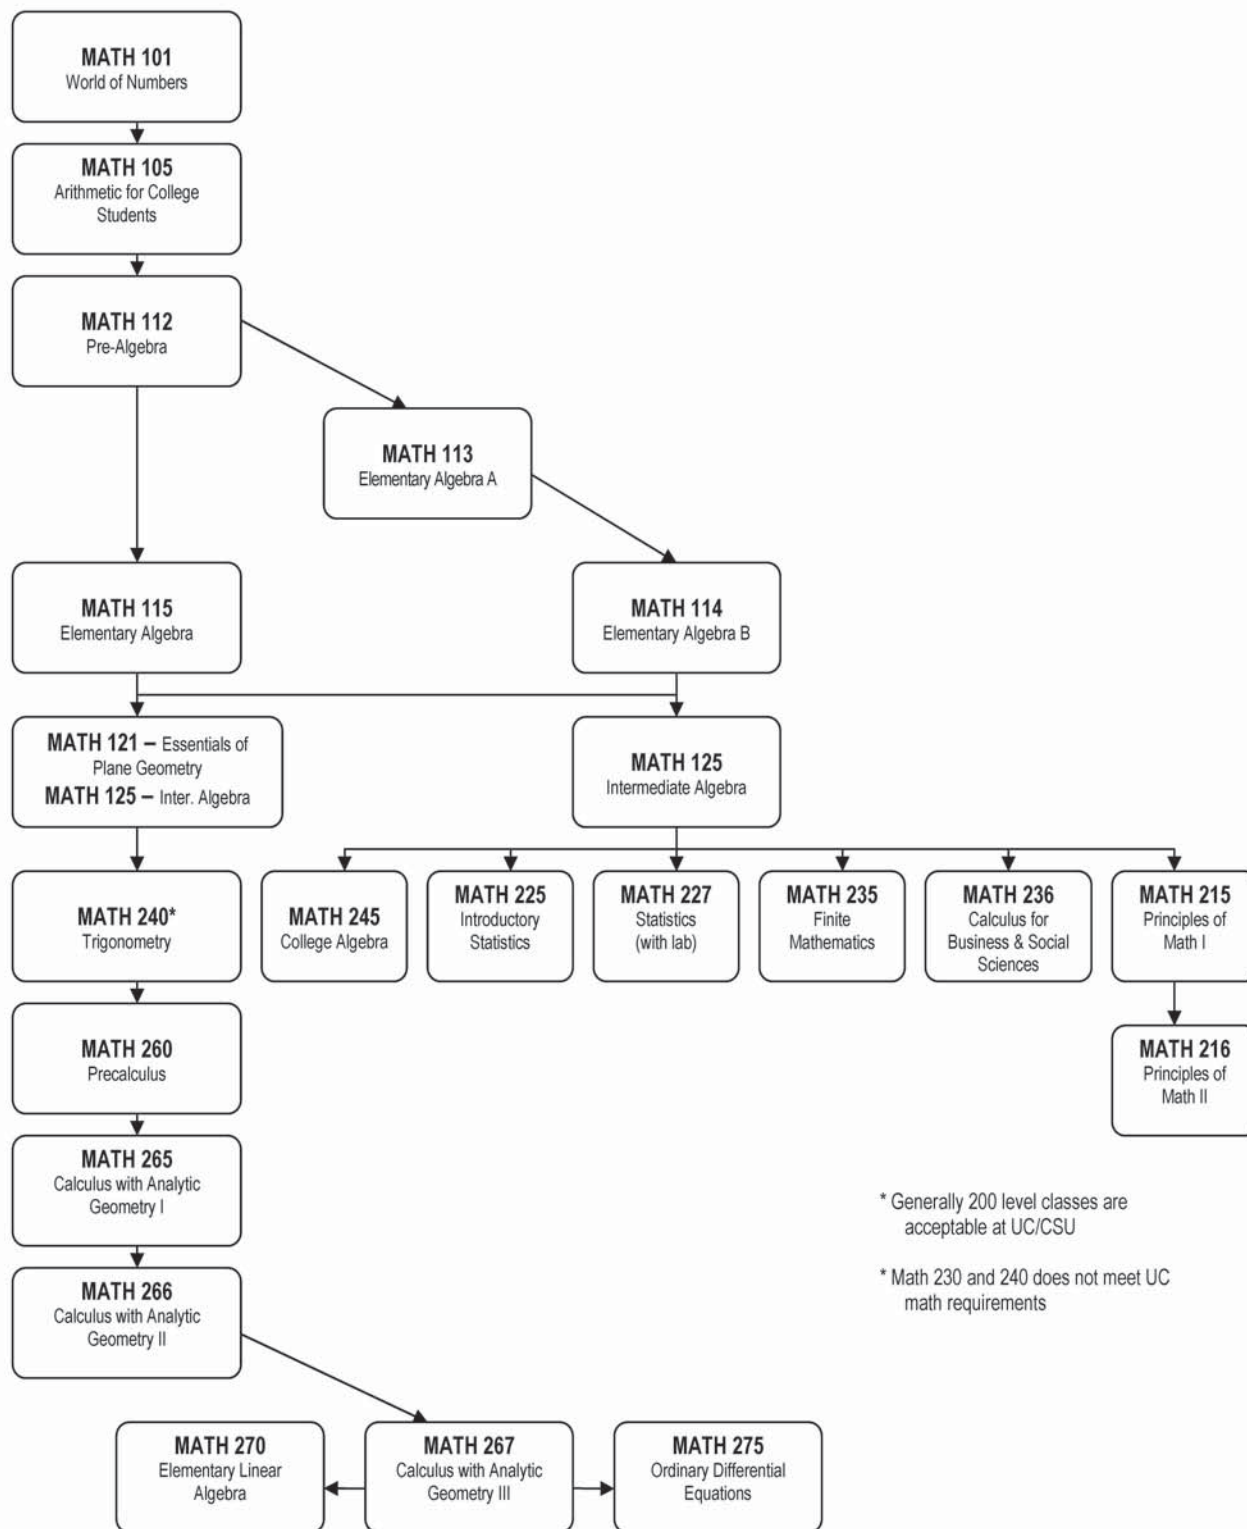 MATH 101
World of Numbers
MATH 105
Arithmetic for College
Students
MATH 112
Pre-Algebra
MATH 113
Elementary Algebra A
MATH 115
Elementary Algebra
MATH 114
Elementary Algebra B
MATH 121 – Essentials of
Plane Geometry
MATH 125 – Inter. Algebra
MATH 125
Intermediate Algebra
MATH 240*
Trigonometry
MATH 245
College Algebra
MATH 225
Introductory
Statistics
MATH 227
Statistics
(with lab)
MATH 235
Finite
Mathematics
MATH 236
Calculus for
Business & Social
Sciences
MATH 215
Principles of
Math I
MATH 260
Precalculus
MATH 216
Principles of
Math II
MATH 265
Calculus with Analytic
Geometry I
* Generally 200 level classes are
acceptable at UC/CSU
MATH 266
Calculus with Analytic
Geometry II
* Math 230 and 240 does not meet UC
math requirements
MATH 270
Elementary Linear
Algebra
MATH 267
Calculus with Analytic
Geometry III
MATH 275
Ordinary Differential
Equations